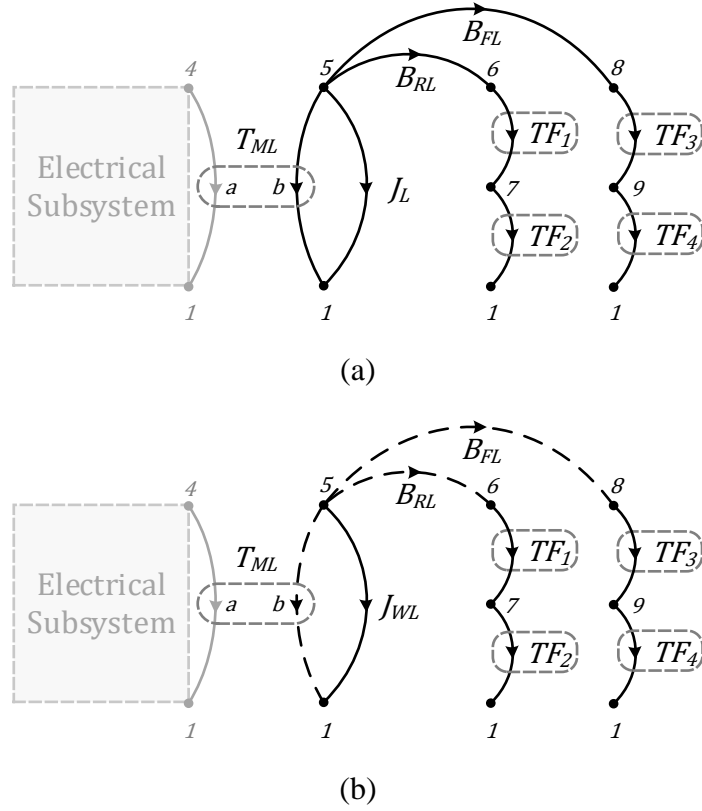 B_FL
4
5
B_RL
6
8
Electrical
Subsystem
T_ML
a
b
J_L
TF_1
TF_3
7
9
TF_2
TF_4
1
1
1
1
(a)
B_FL
4
5
B_RL
6
8
Electrical
Subsystem
T_ML
a
b
J_WL
TF_1
TF_3
7
9
TF_2
TF_4
1
1
1
1
(b)